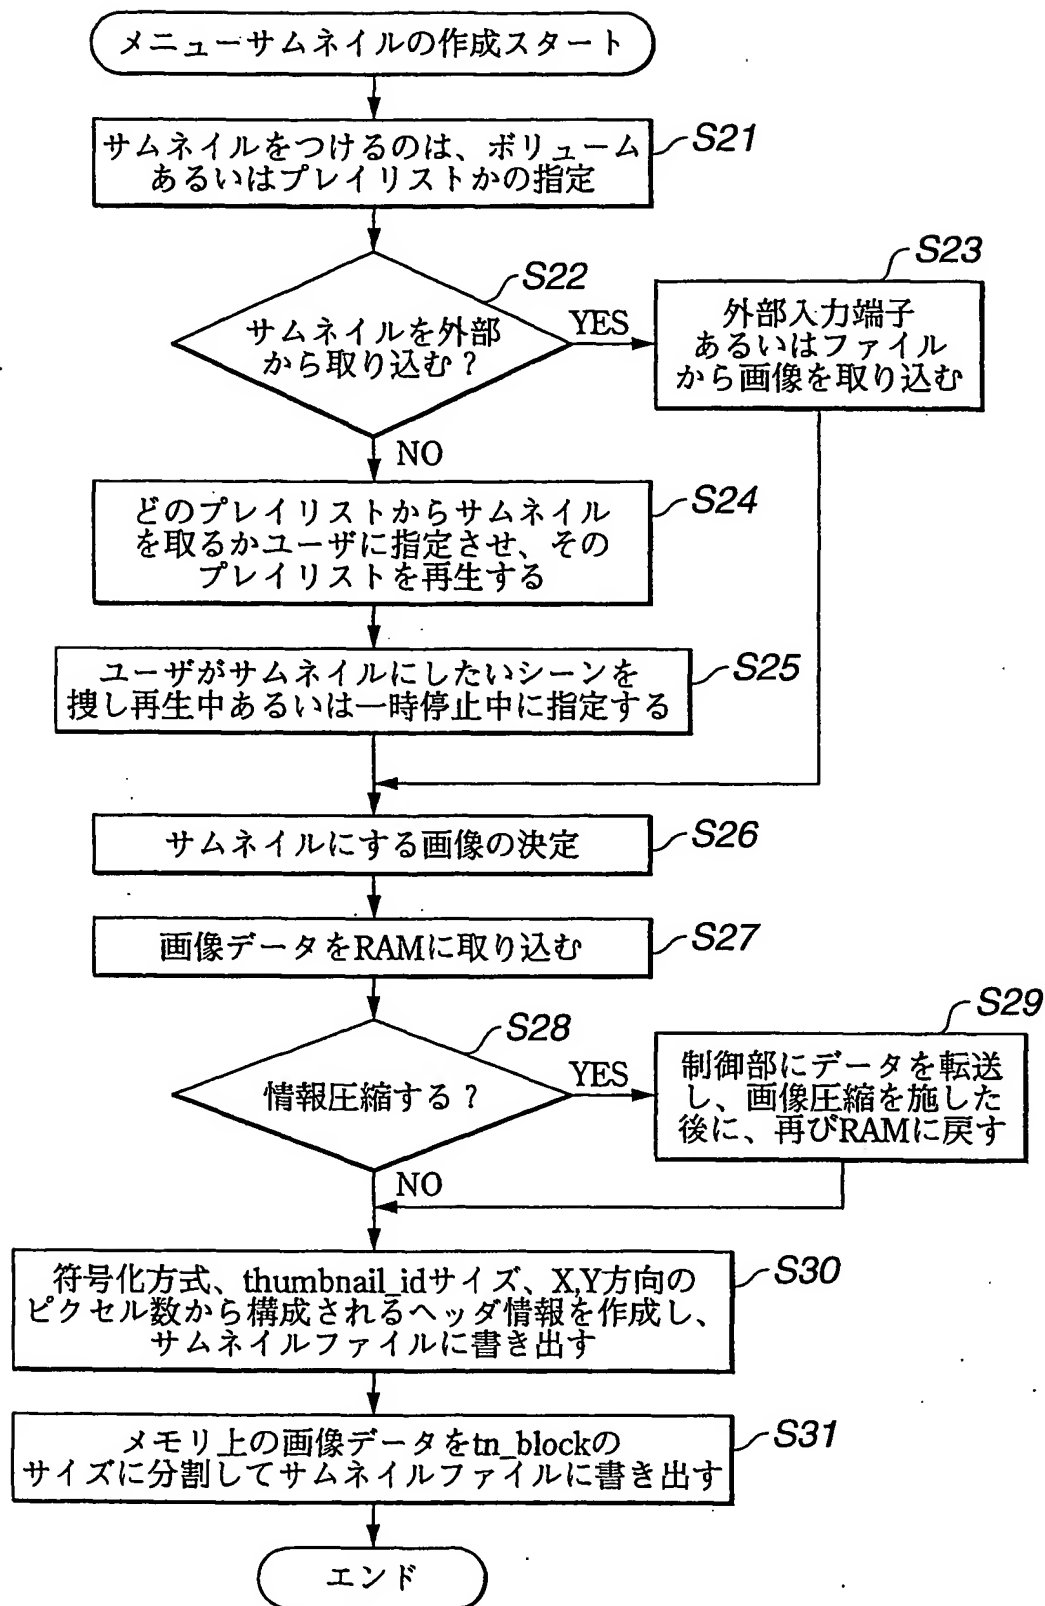 メニューサムネイルの作成スタート
サムネイルをつけるのは、ボリューム
あるいはプレイリストかの指定
S21
S22
サムネイルを外部
から取り込む？
YES
S23
外部入力端子
あるいはファイル
から画像を取り込む
NO
どのプレイリストからサムネイル
を取るかユーザに指定させ、その
プレイリストを再生する
S24
ユーザがサムネイルにしたいシーンを
捜し再生中あるいは一時停止中に指定する
S25
サムネイルにする画像の決定
S26
画像データをRAMに取り込む
S27
S28
情報圧縮する？
YES
S29
制御部にデータを転送
し、画像圧縮を施した
後に、再びRAMに戻す
NO
符号化方式、thumbnail_idサイズ、X,Y方向の
ピクセル数から構成されるヘッダ情報を作成し、
サムネイルファイルに書き出す
S30
メモリ上の画像データをtn_blockの
サイズに分割してサムネイルファイルに書き出す
S31
エンド